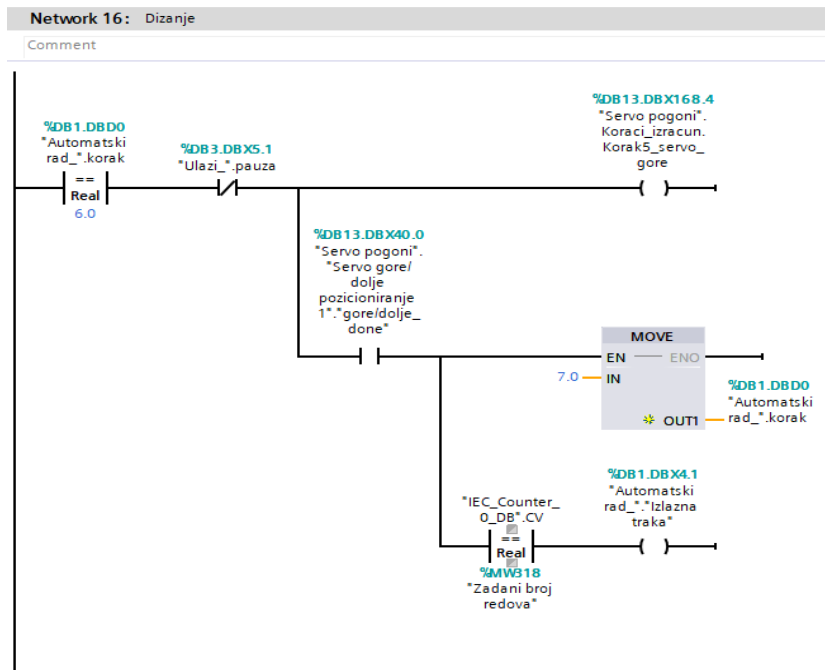 Network 16: Dizanje
Comment
%DB1.DBD0
"Automatski
rad_".korak
==
Real
6.0
%DB3.DBX5.1
"Ulazi_".pauza
%DB13.DBX168.4
"Servo pogoni".
Koraci_izracun.
Korak5_servo_
gore
%DB13.DBX40.0
"Servo pogoni".
"Servo gore/
dolje
pozicioniranje
1"."gore/dolje_
done"
MOVE
EN ENO
7.0 IN
OUT1
%DB1.DBD0
"Automatski
rad_".korak
"IEC_Counter_
0_DB".CV
==
Real
%MW318
"Zadani broj
redova"
%DB1.DBX4.1
"Automatski
rad_"."Izlazna
traka"